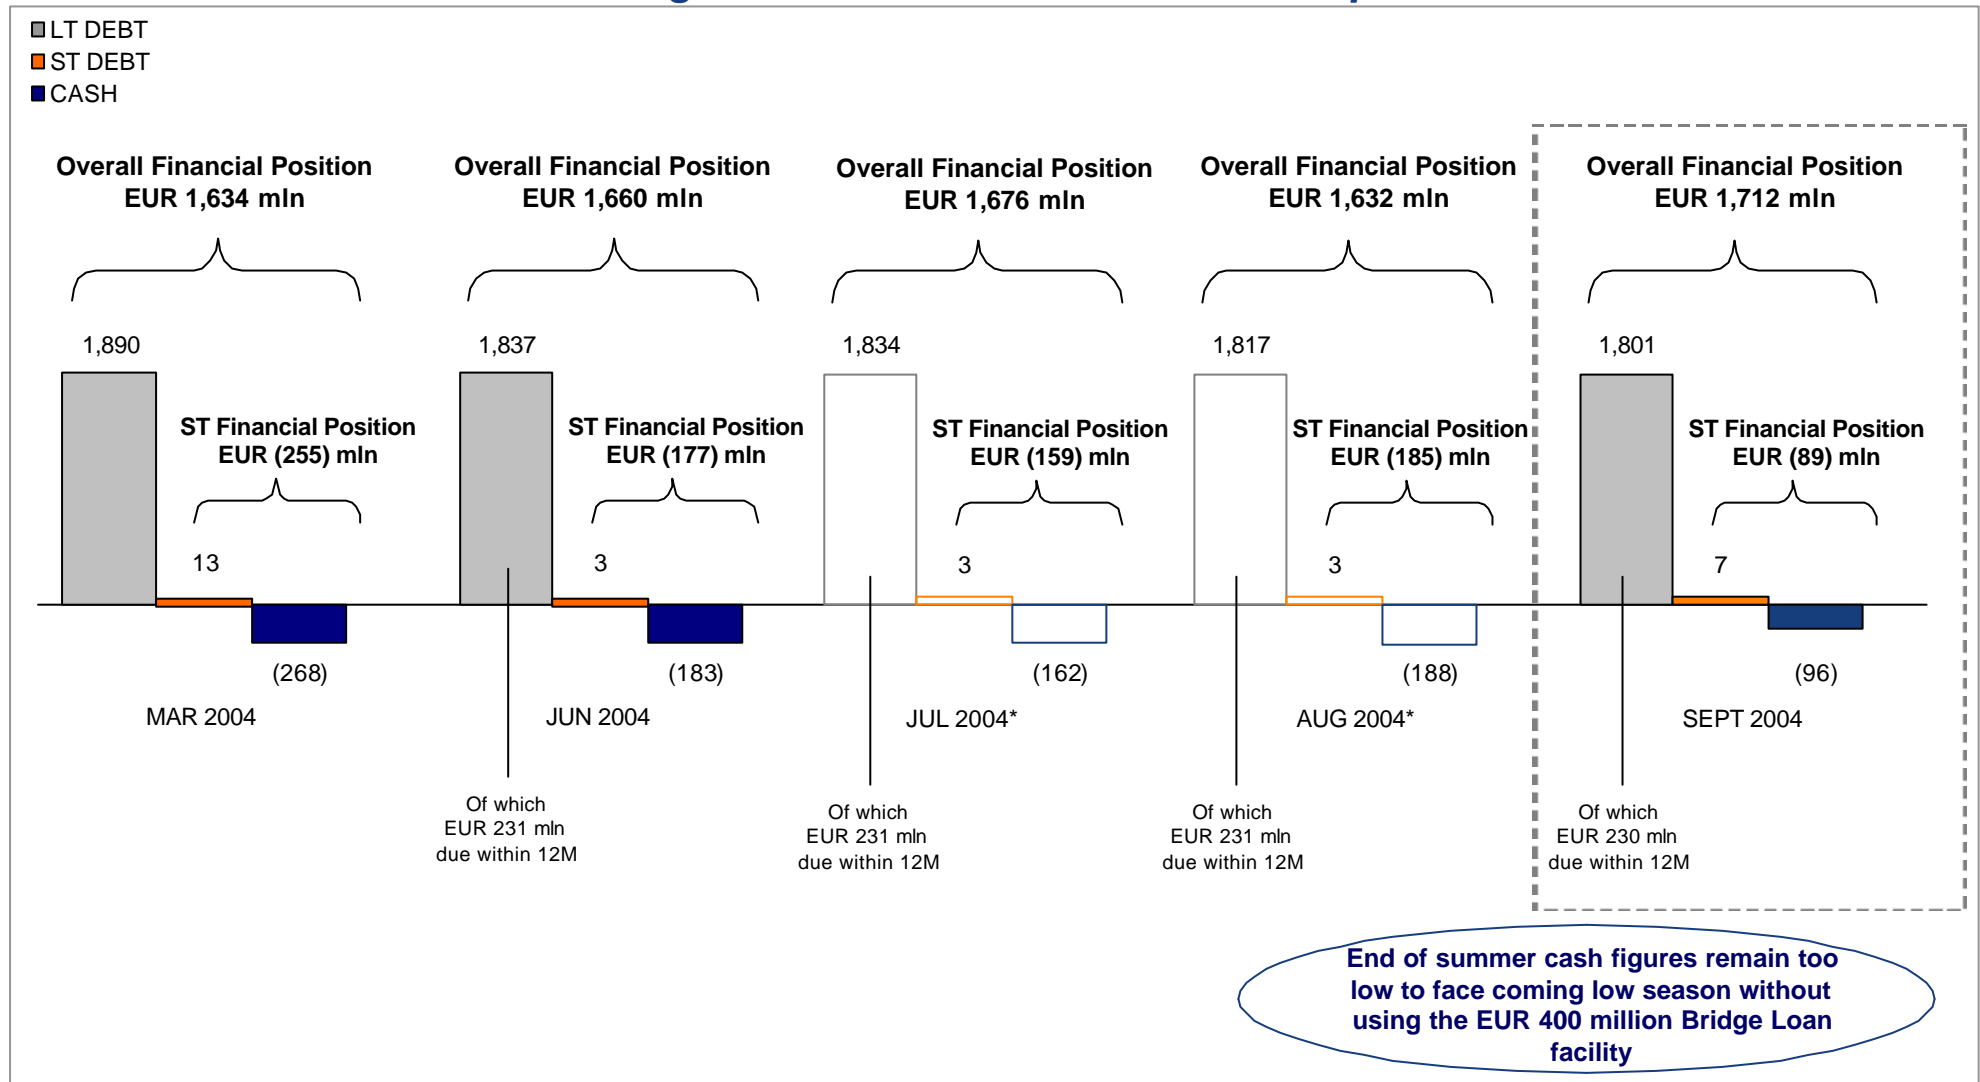 LT DEBT
ST DEBT
CASH
Overall Financial Position
EUR 1,634 mln
Overall Financial Position
EUR 1,660 mln
Overall Financial Position
EUR 1,676 mln
Overall Financial Position
EUR 1,632 mln
Overall Financial Position
EUR 1,712 mln
1,890
1,837
1,834
1,817
1,801
ST Financial Position
EUR (255) mln
ST Financial Position
EUR (177) mln
ST Financial Position
EUR (159) mln
ST Financial Position
EUR (185) mln
ST Financial Position
EUR (89) mln
13
3
3
3
7
(268)
(183)
(162)
(188)
(96)
MAR 2004
JUN 2004
JUL 2004*
AUG 2004*
SEPT 2004
Of which
EUR 231 mln
due within 12M
Of which
EUR 231 mln
due within 12M
Of which
EUR 231 mln
due within 12M
Of which
EUR 230 mln
due within 12M
End of summer cash figures remain too
low to face coming low season without
using the EUR 400 million Bridge Loan
facility